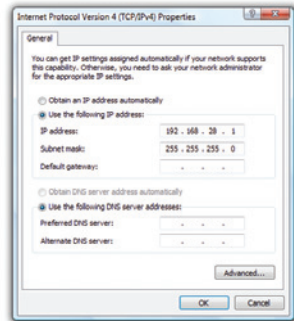 Internet Protocol Version 4 (TCP/IPv4) Properties
General
You can get IP settings assigned automatically if your network supports
this capability. Otherwise, you need to ask your network administrator
for the appropriate IP settings.
Obtain an IP address automatically
Use the following IP address:
IP address: 192 . 168 . 28 . 1
Subnet mask: 255 . 255 . 255 . 0
Default gateway: . . .
Obtain DNS server address automatically
Use the following DNS server addresses:
Preferred DNS server: . . .
Alternate DNS server: . . .
Advanced...
OK Cancel